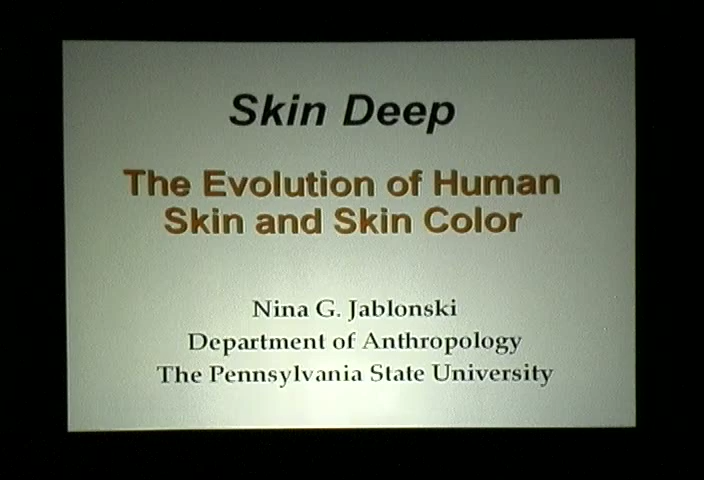 Skin Deep
The Evolution of Human
Skin and Skin Color
Nina G. Jablonski
Department of Anthropology
The Pennsylvania State University